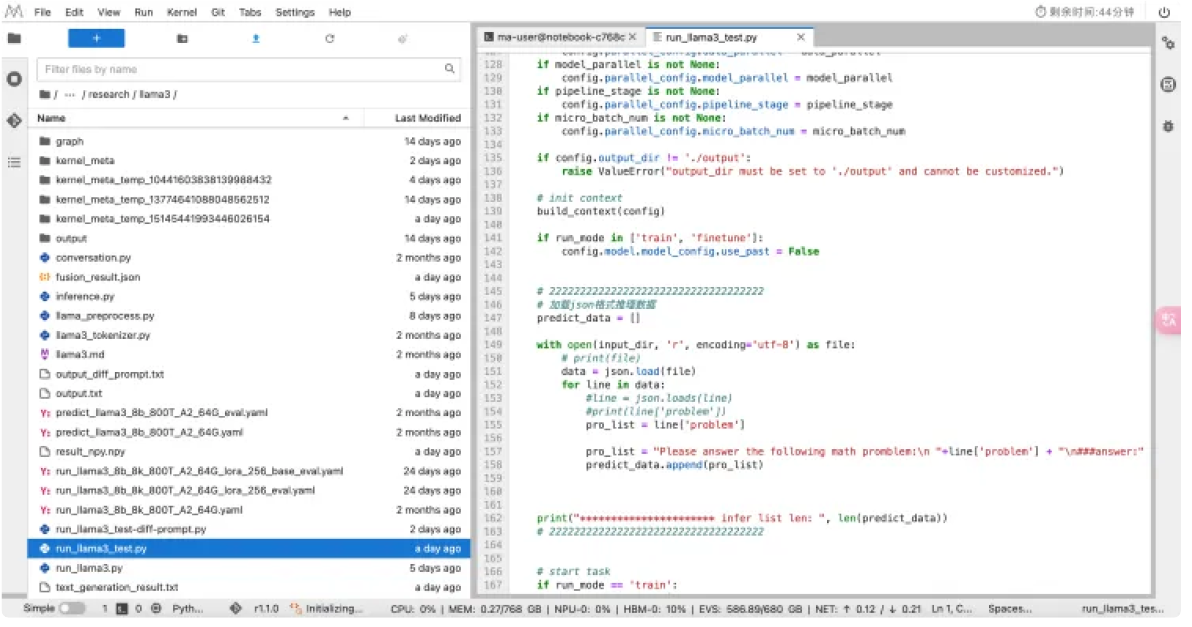 File Edit View Run Kernel Git Tabs Settings Help
剩余时间:44分钟
+
Filter files by name
/ ··· / research / llama3 /
Name Last Modified
graph 14 days ago
kernel_meta 2 days ago
kernel_meta_temp_10441603838139988432 4 days ago
kernel_meta_temp_13774641088048562512 14 days ago
kernel_meta_temp_15145441993446026154 a day ago
output 14 days ago
conversation.py 2 months ago
fusion_result.json a day ago
inference.py 5 days ago
llama_preprocess.py 8 days ago
llama3_tokenizer.py 2 months ago
llama3.md 2 months ago
output_diff_prompt.txt a day ago
output.txt a day ago
predict_llama3_8b_800T_A2_64G_eval.yaml 2 months ago
predict_llama3_8b_800T_A2_64G.yaml 2 months ago
result_npy.npy a day ago
run_llama3_8b_8k_800T_A2_64G_lora_256_base_eval.yaml 24 days ago
run_llama3_8b_8k_800T_A2_64G_lora_256_eval.yaml 24 days ago
run_llama3_8b_8k_800T_A2_64G.yaml 2 months ago
run_llama3_test-diff-prompt.py 2 days ago
run_llama3_test.py a day ago
run_llama3.py 5 days ago
text_generation_result.txt a day ago
ma-user@notebook-c768c × run_llama3_test.py ×
128 if model_parallel is not None:
129 config.parallel_config.model_parallel = model_parallel
130 if pipeline_stage is not None:
131 config.parallel_config.pipeline_stage = pipeline_stage
132 if micro_batch_num is not None:
133 config.parallel_config.micro_batch_num = micro_batch_num
134
135 if config.output_dir != './output':
136 raise ValueError("output_dir must be set to './output' and cannot be customized.")
137
138 # init context
139 build_context(config)
140
141 if run_mode in ['train', 'finetune']:
142 config.model.model_config.use_past = False
143
144
145 # 22222222222222222222222222222222222
146 # 加载json格式推理数据
147 predict_data = []
148
149 with open(input_dir, 'r', encoding='utf-8') as file:
150 # print(file)
151 data = json.load(file)
152 for line in data:
153 #line = json.loads(line)
154 #print(line['problem'])
155 pro_list = line['problem']
156
157 pro_list = "Please answer the following math promblem:\n "+line['problem'] + "\n###answer:"
158 predict_data.append(pro_list)
159
160
161
162 print("********************** infer list len: ", len(predict_data))
163 # 22222222222222222222222222222222222
164
165
166 # start task
167 if run_mode == 'train':
Simple 1 0 Pyth... r1.1.0 Initializing... CPU: 0% | MEM: 0.27/768 GB | NPU-0: 0% | HBM-0: 10% | EVS: 586.89/680 GB | NET: ↑ 0.12 / ↓ 0.21 Ln 1, C... Spaces... run_llama3_tes...